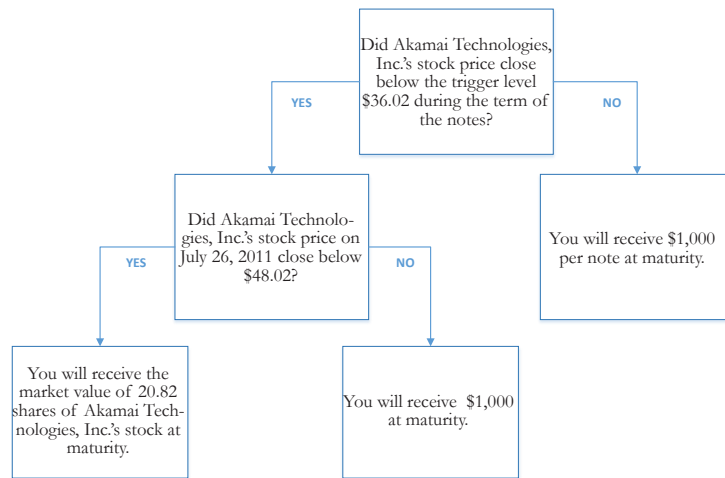 Did Akamai Technologies,
Inc.'s stock price close
below the trigger level
$36.02 during the term of
the notes?
YES
NO
Did Akamai Technolo-
gies, Inc.'s stock price on
July 26, 2011 close below
$48.02?
You will receive $1,000
per note at maturity.
YES
NO
You will receive the
market value of 20.82
shares of Akamai Tech-
nologies, Inc.'s stock at
maturity.
You will receive $1,000
at maturity.